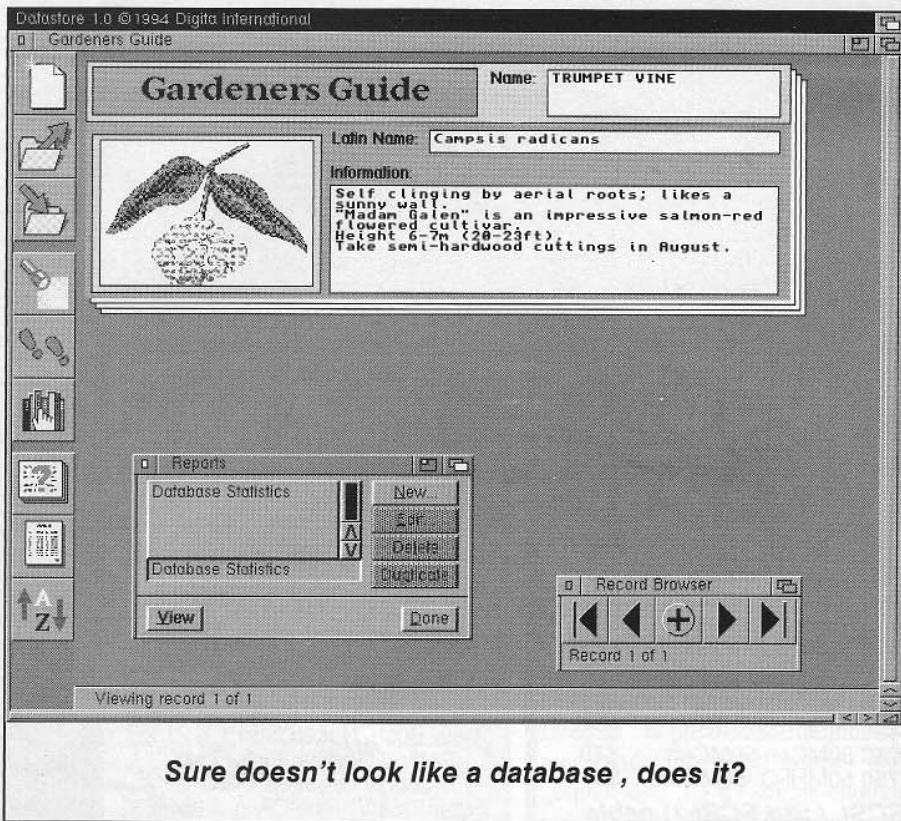 Datastore 1.0 ©1994 Digita International
Gardeners Guide
Gardeners Guide
Name: TRUMPET VINE
Latin Name: Campsis radicans
Information:
Self clinging by aerial roots; likes a
sunny wall.
"Madam Galen" is an impressive salmon-red
flowered cultivar.
Height 6-7m (20-23ft).
Take semi-hardwood cuttings in August.
Reports
Database Statistics
Database Statistics
New...
Edit...
Delete
Duplicate
View
Done
Record Browser
Record 1 of 1
A
Z
Viewing record 1 of 1
Sure doesn't look like a database , does it?